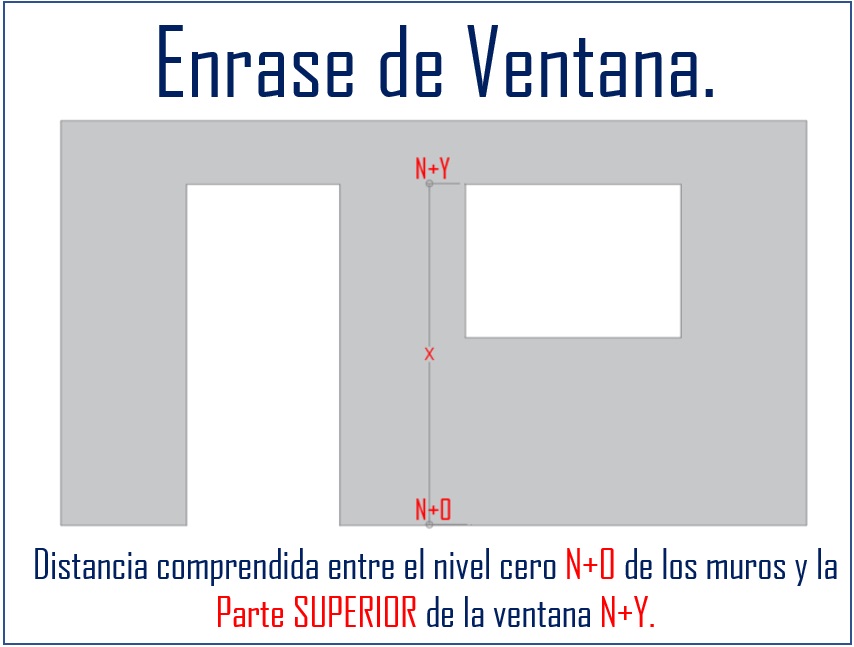 Enrase de Ventana.
N+Y
X
N+0
Distancia comprendida entre el nivel cero N+0 de los muros y la
Parte SUPERIOR de la ventana N+Y.